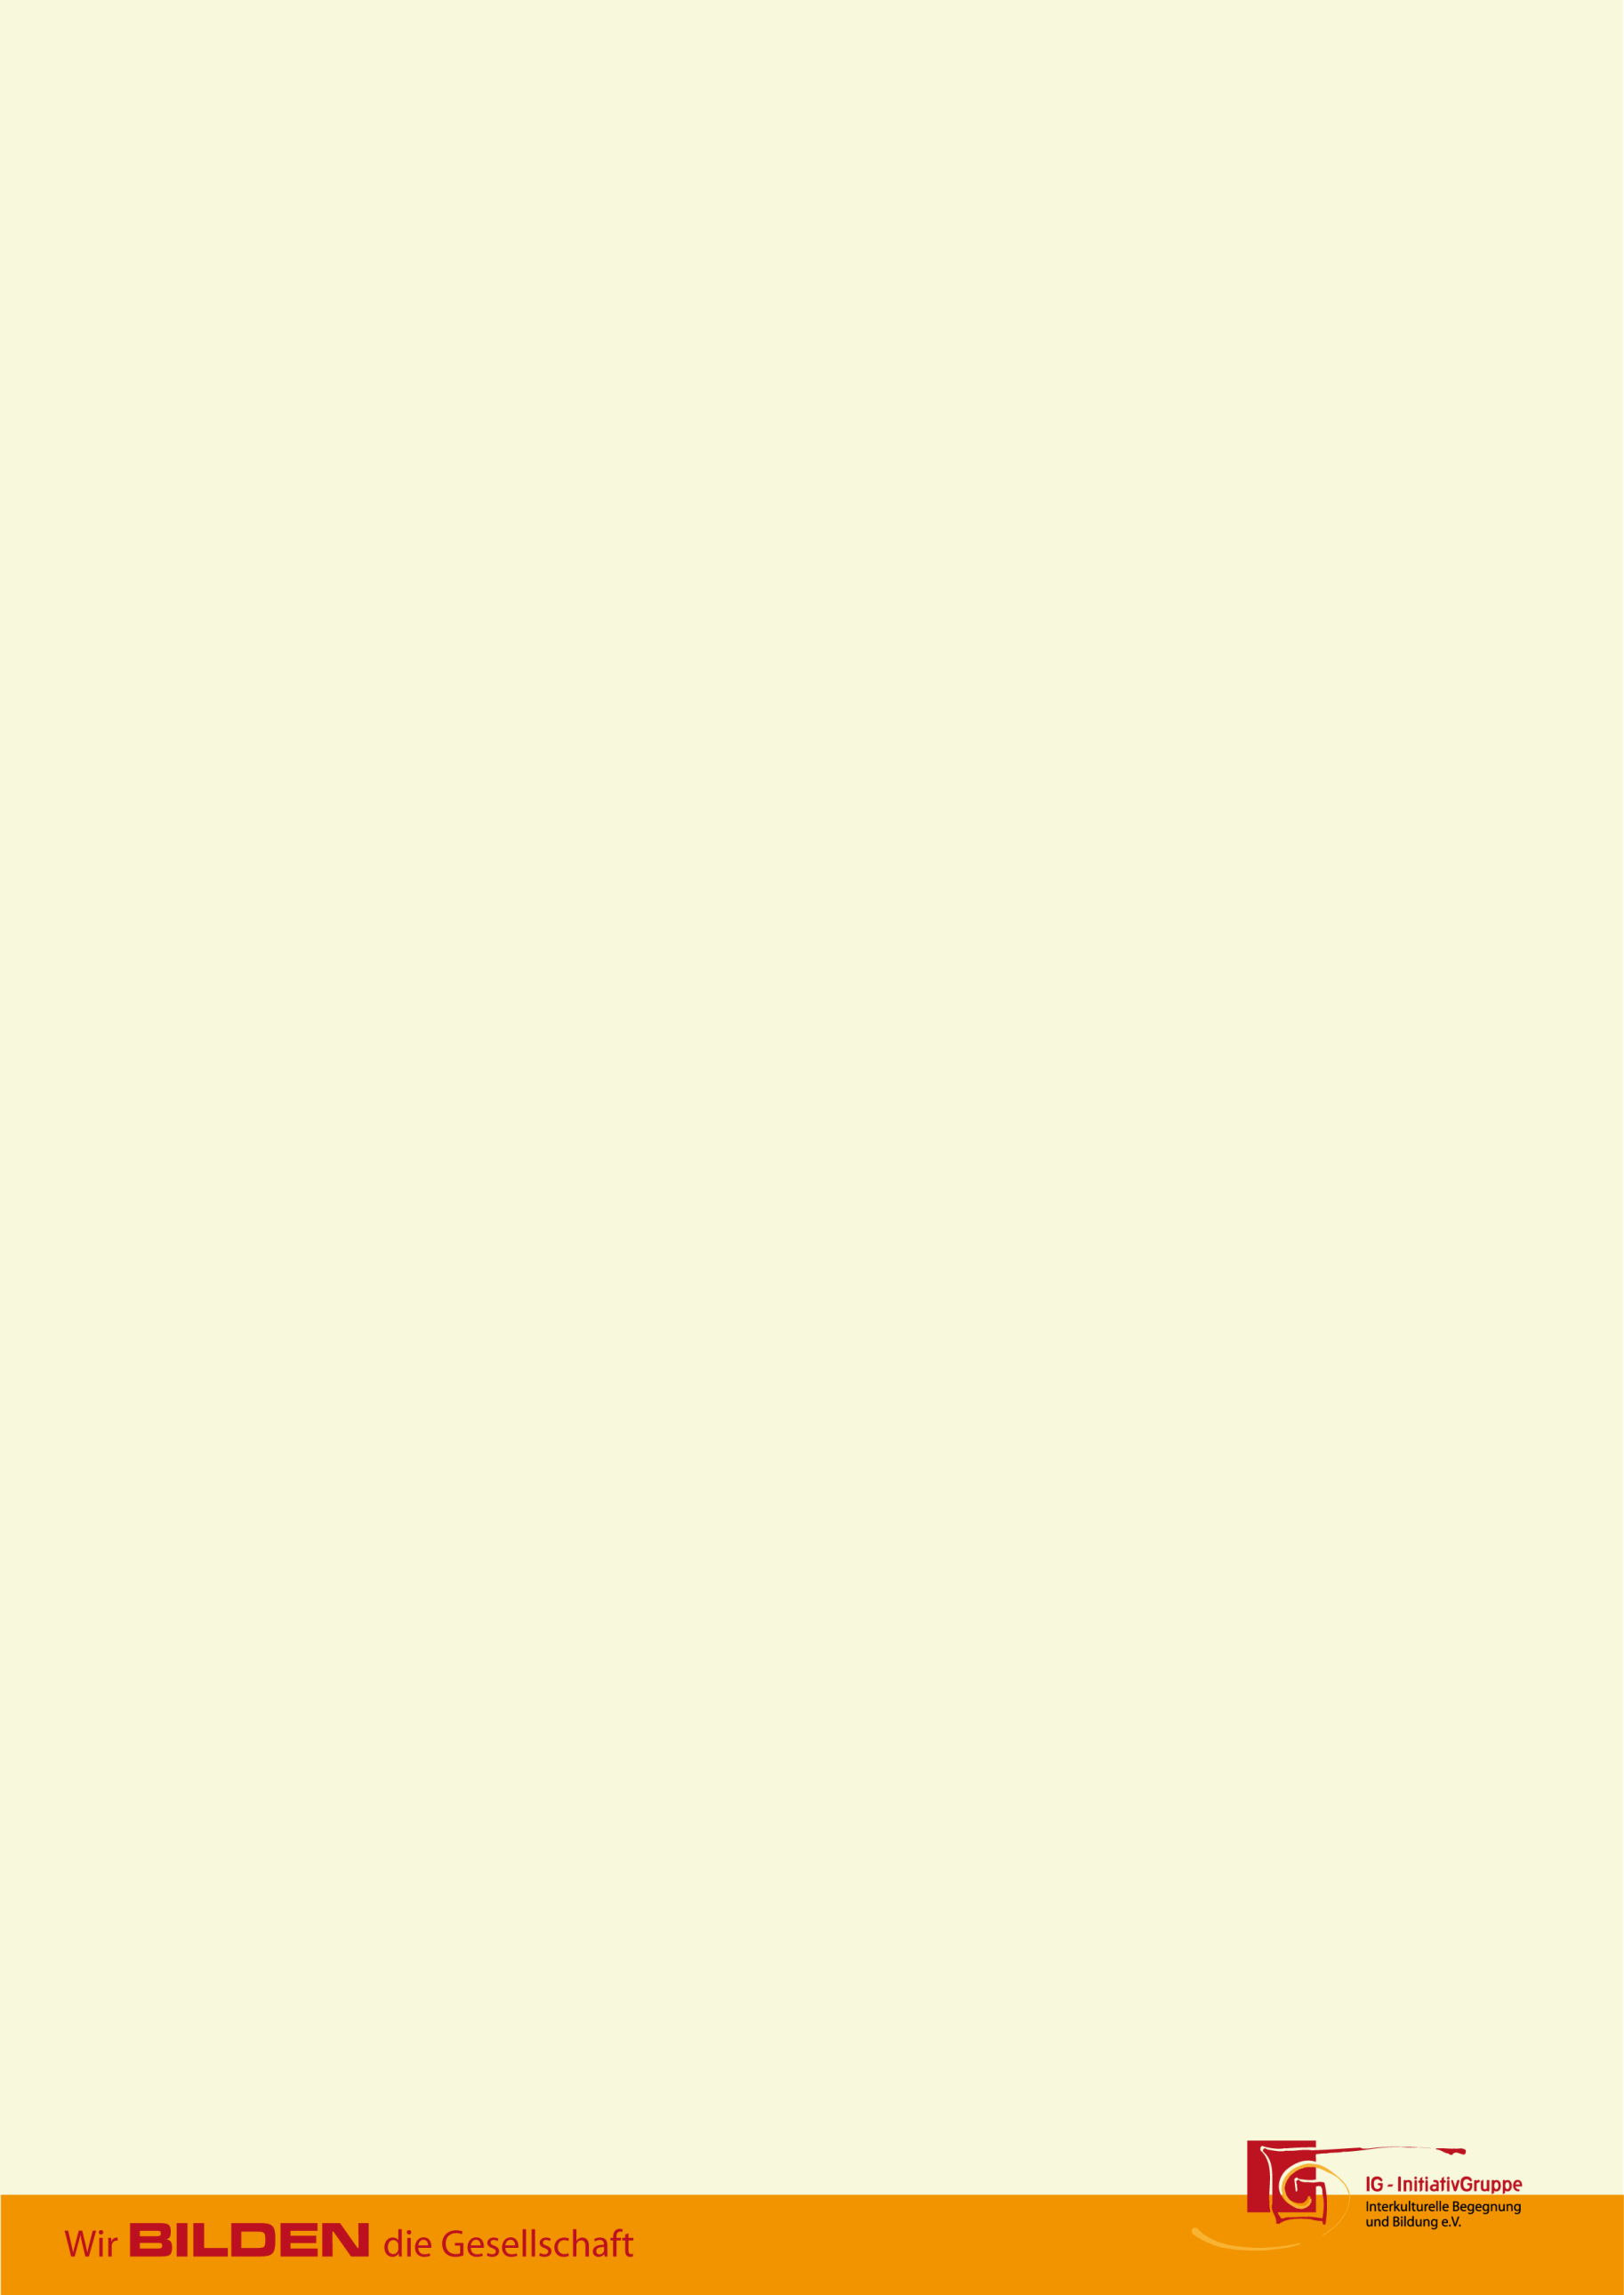 IG - InitiativGruppe
Interkulturelle Begegnung
und Bildung e.V.
Wir BILDEN die Gesellschaft